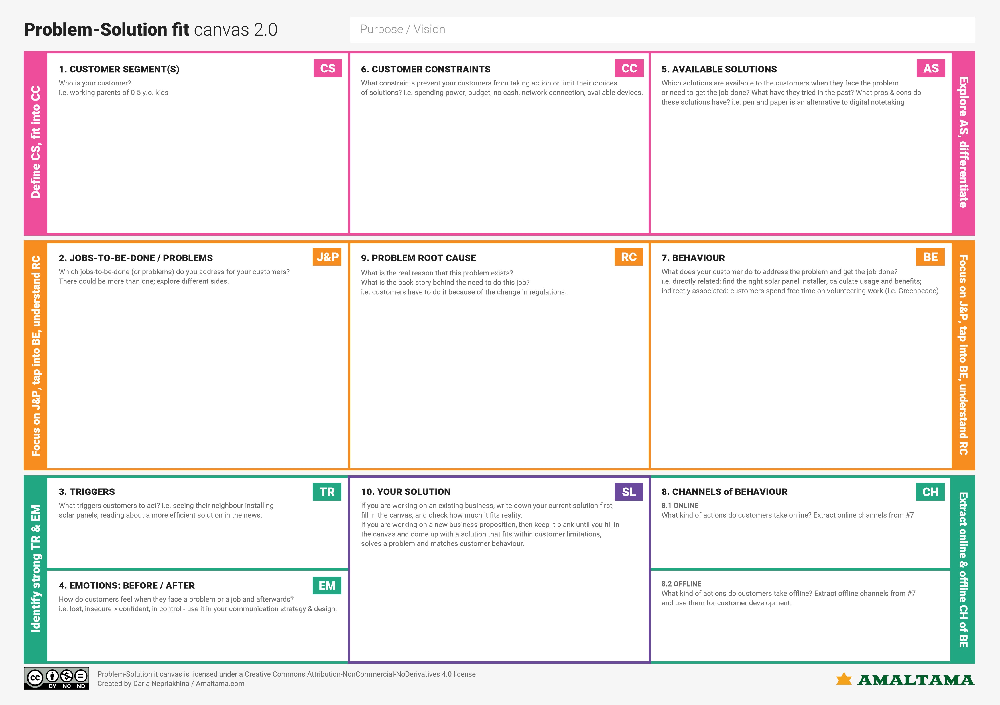 Problem-Solution fit canvas 2.0
Purpose / Vision
Define CS, fit into CC
1. CUSTOMER SEGMENT(S)
CS
Who is your customer?
i.e. working parents of 0-5 y.o. kids
6. CUSTOMER CONSTRAINTS
CC
What constraints prevent your customers from taking action or limit their choices
of solutions? i.e. spending power, budget, no cash, network connection, available devices.
5. AVAILABLE SOLUTIONS
AS
Which solutions are available to the customers when they face the problem
or need to get the job done? What have they tried in the past? What pros & cons do
these solutions have? i.e. pen and paper is an alternative to digital notetaking
Explore AS, differentiate
Focus on J&P, tap into BE, understand RC
2. JOBS-TO-BE-DONE / PROBLEMS
J&P
Which jobs-to-be-done (or problems) do you address for your customers?
There could be more than one; explore different sides.
9. PROBLEM ROOT CAUSE
RC
What is the real reason that this problem exists?
What is the back story behind the need to do this job?
i.e. customers have to do it because of the change in regulations.
7. BEHAVIOUR
BE
What does your customer do to address the problem and get the job done?
i.e. directly related: find the right solar panel installer, calculate usage and benefits;
indirectly associated: customers spend free time on volunteering work (i.e. Greenpeace)
Focus on J&P, tap into BE, understand RC
Identify strong TR & EM
3. TRIGGERS
TR
What triggers customers to act? i.e. seeing their neighbour installing
solar panels, reading about a more efficient solution in the news.
4. EMOTIONS: BEFORE / AFTER
EM
How do customers feel when they face a problem or a job and afterwards?
i.e. lost, insecure > confident, in control - use it in your communication strategy & design.
10. YOUR SOLUTION
SL
If you are working on an existing business, write down your current solution first,
fill in the canvas, and check how much it fits reality.
If you are working on a new business proposition, then keep it blank until you fill in
the canvas and come up with a solution that fits within customer limitations,
solves a problem and matches customer behaviour.
8. CHANNELS of BEHAVIOUR
CH
8.1 ONLINE
What kind of actions do customers take online? Extract online channels from #7
8.2 OFFLINE
What kind of actions do customers take offline? Extract offline channels from #7
and use them for customer development.
Extract online & offline CH of BE
cc
BY NC ND
Problem-Solution it canvas is licensed under a Creative Commons Attribution-NonCommercial-NoDerivatives 4.0 license
Created by Daria Nepriakhina / Amaltama.com
AMALTAMA